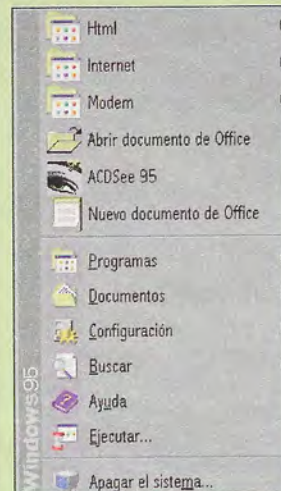 Html
Internet
Modem
Abrir documento de Office
ACDSee 95
Nuevo documento de Office
Programas
Documentos
Configuración
Buscar
Ayuda
Ejecutar...
Apagar el sistema...
Windows95